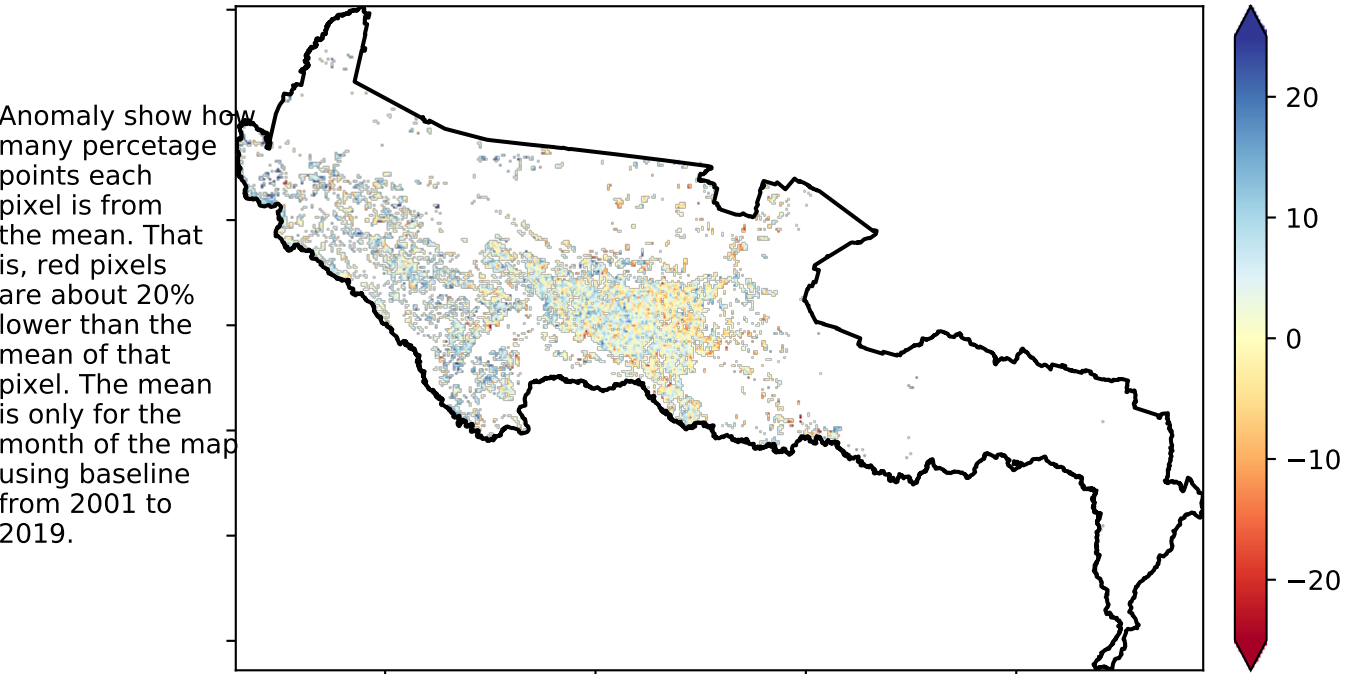 Anomaly show how
many percetage
points each
pixel is from
the mean. That
is, red pixels
are about 20%
lower than the
mean of that
pixel. The mean
is only for the
month of the map
using baseline
from 2001 to
2019.
20
10
0
−10
−20